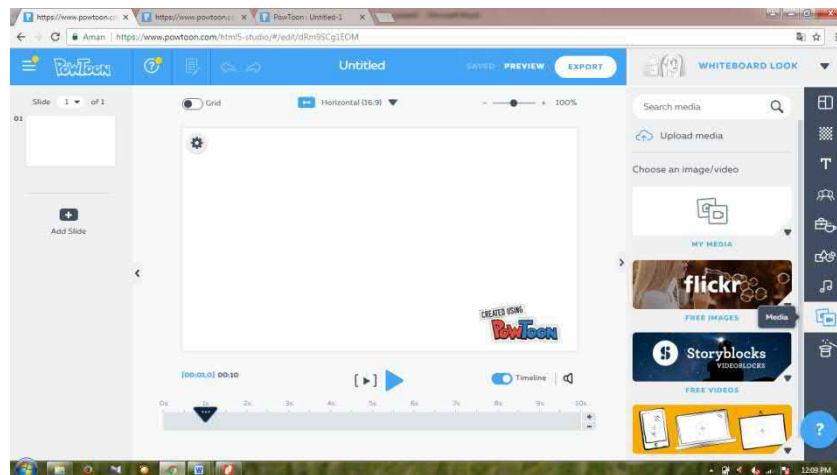 https://www.powtoon.c
https://www.powtoon.c
PowToon : Untitled-1
Aman
https://www.powtoon.com/html5-studio/#/edit/dRm9SCg1EOM
POWTOON
Untitled
SAVED
PREVIEW
EXPORT
WHITEBOARD LOOK
Slide 1 of 1
01
Add Slide
Grid
Horizontal (16:9)
- + 100%
CREATED USING
POWTOON
[00:01.0] 00:10
Timeline
0s 1s 2s 3s 4s 5s 6s 7s 8s 9s 10s
+
-
Search media
Upload media
Choose an image/video
MY MEDIA
flickr
FREE IMAGES
Media
Storyblocks
VIDEOBLOCKS
FREE VIDEOS
?
12:09 PM